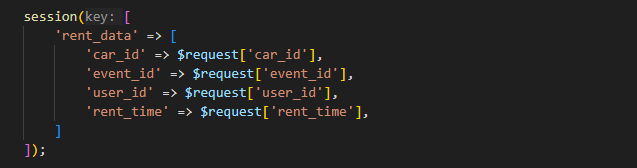 session(key: [
    'rent_data' => [
        'car_id' => $request['car_id'],
        'event_id' => $request['event_id'],
        'user_id' => $request['user_id'],
        'rent_time' => $request['rent_time'],
    ]
]);